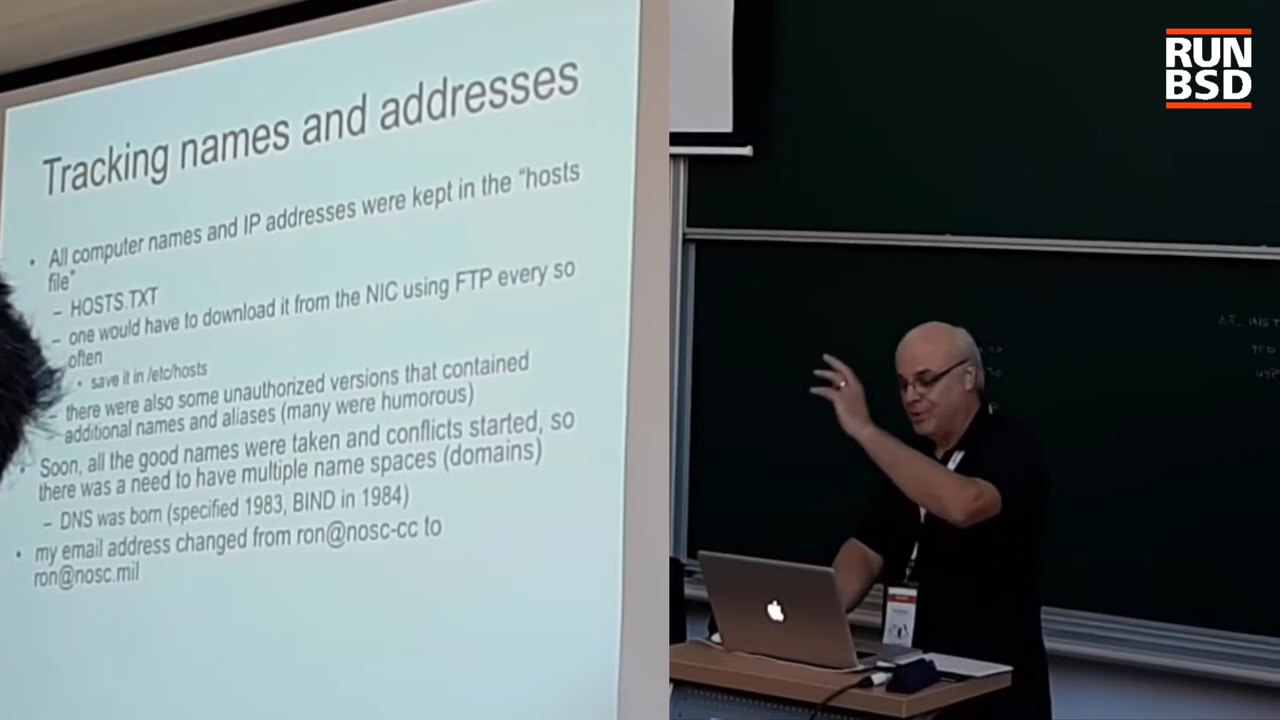 Tracking names and addresses
• All computer names and IP addresses were kept in the “hosts
file”
– HOSTS.TXT
– one would have to download it from the NIC using FTP every so
often
• save it in /etc/hosts
– there were also some unauthorized versions that contained
additional names and aliases (many were humorous)
• Soon, all the good names were taken and conflicts started, so
there was a need to have multiple name spaces (domains)
– DNS was born (specified 1983, BIND in 1984)
• my email address changed from ron@nosc-cc to
ron@nosc.mil
RUN
BSD